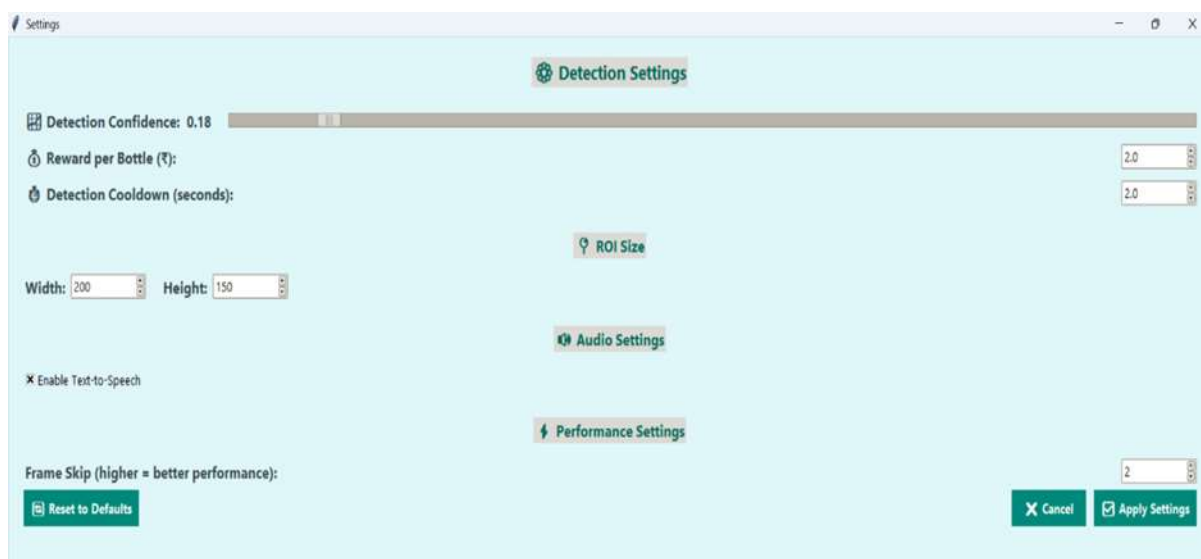 Settings
Detection Settings
Detection Confidence: 0.18
Reward per Bottle (₹): 2.0
Detection Cooldown (seconds): 2.0
ROI Size
Width: 200 Height: 150
Audio Settings
Enable Text-to-Speech
Performance Settings
Frame Skip (higher = better performance): 2
Reset to Defaults Cancel Apply Settings